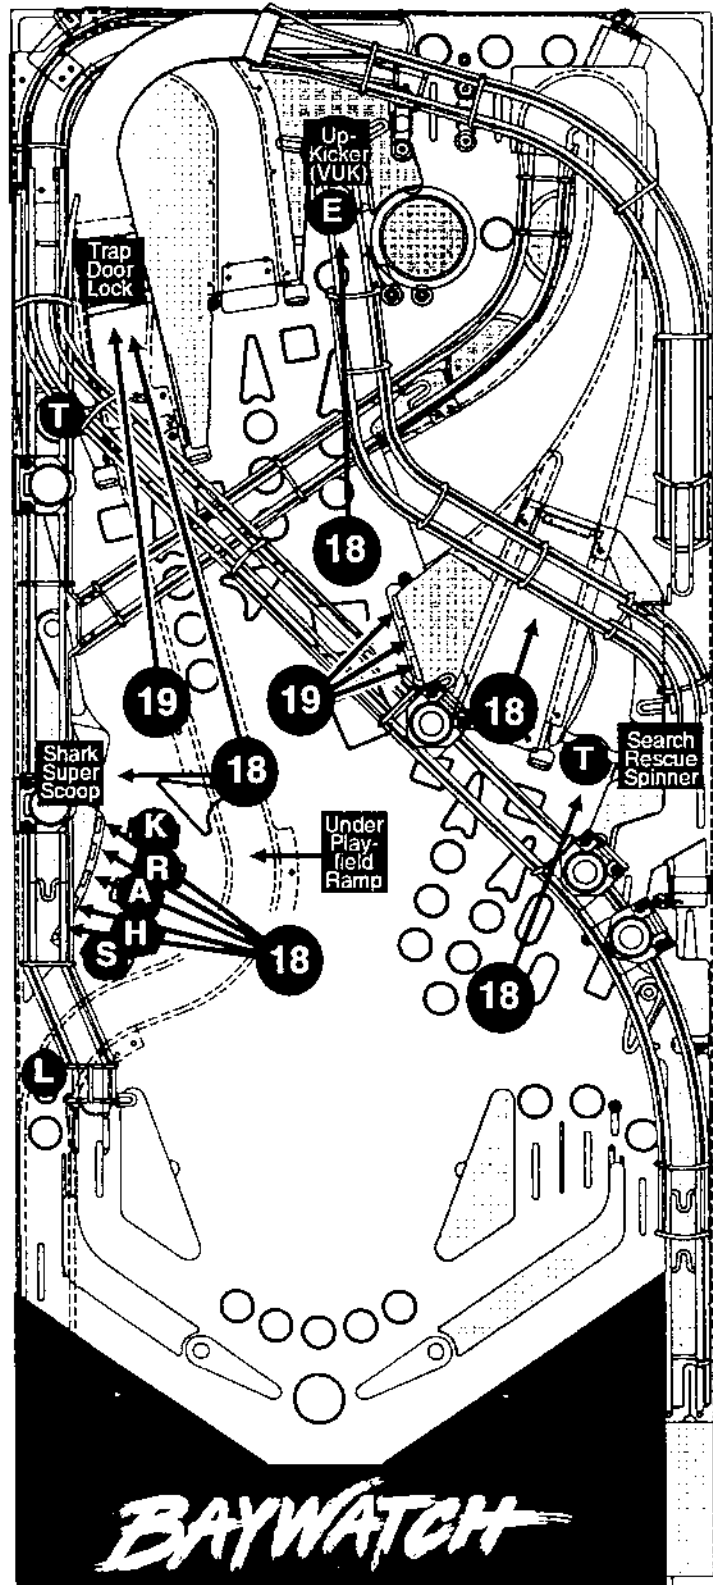 Up-
Kicker
(VUK)
E
Trap
Door
Lock
T
18
19
19
18
18
T
Search
Rescue
Spinner
Shark
Super
Scoop
K
R
A
H
S
Under
Play-
field
Ramp
18
18
L
BAYWATCH